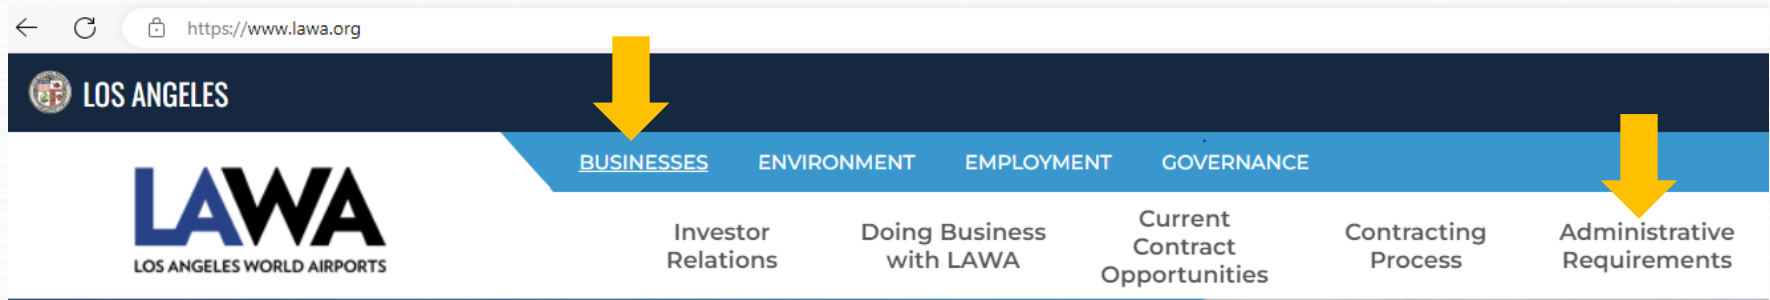 https://www.lawa.org
LOS ANGELES
BUSINESSES ENVIRONMENT EMPLOYMENT GOVERNANCE
LAWA
LOS ANGELES WORLD AIRPORTS
Investor
Relations
Doing Business
with LAWA
Current
Contract
Opportunities
Contracting
Process
Administrative
Requirements